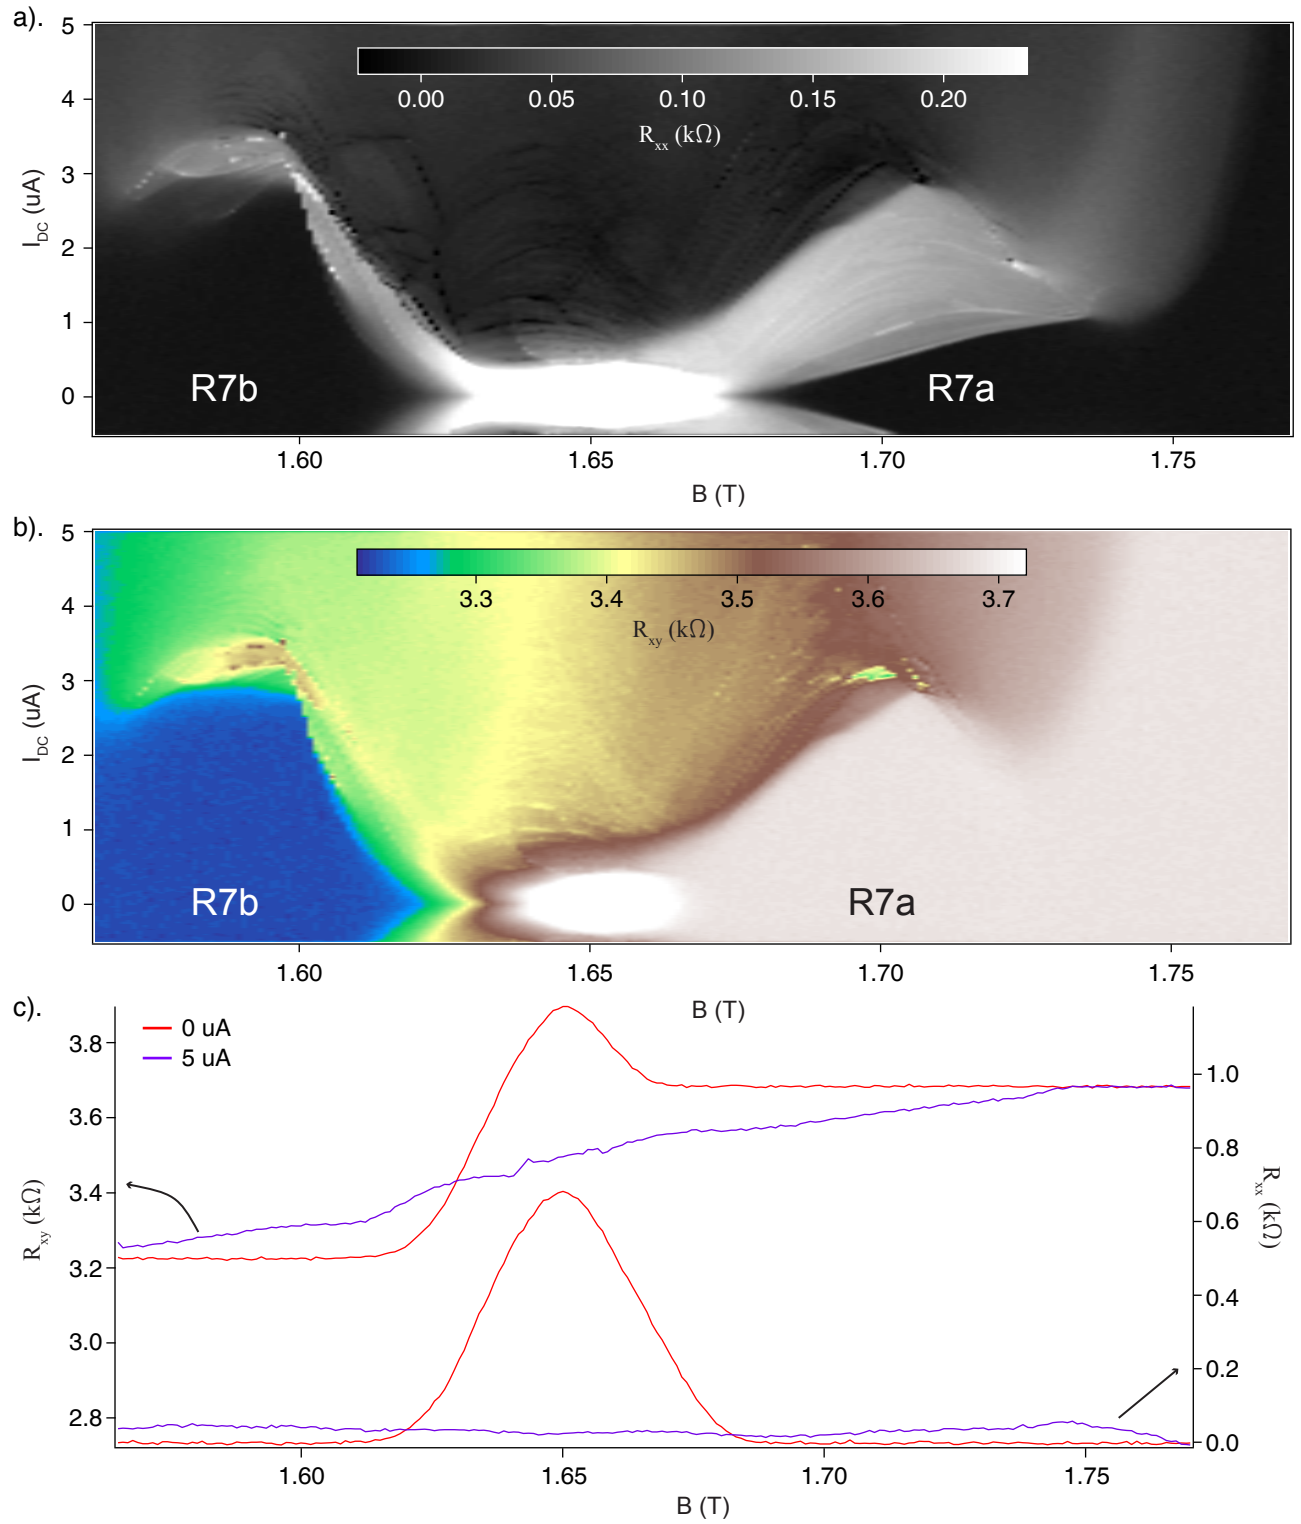 a).
5
4
3
2
1
0
I_DC (uA)
0.00 0.05 0.10 0.15 0.20
R_xx (kΩ)
R7b R7a
1.60 1.65 1.70 1.75
B (T)
b).
5
4
3
2
1
0
I_DC (uA)
3.3 3.4 3.5 3.6 3.7
R_xy (kΩ)
R7b R7a
1.60 1.65 1.70 1.75
B (T)
c).
0 uA
5 uA
3.8
3.6
3.4
3.2
3.0
2.8
R_xy (kΩ)
1.0
0.8
0.6
0.4
0.2
0.0
R_xx (kΩ)
1.60 1.65 1.70 1.75
B (T)